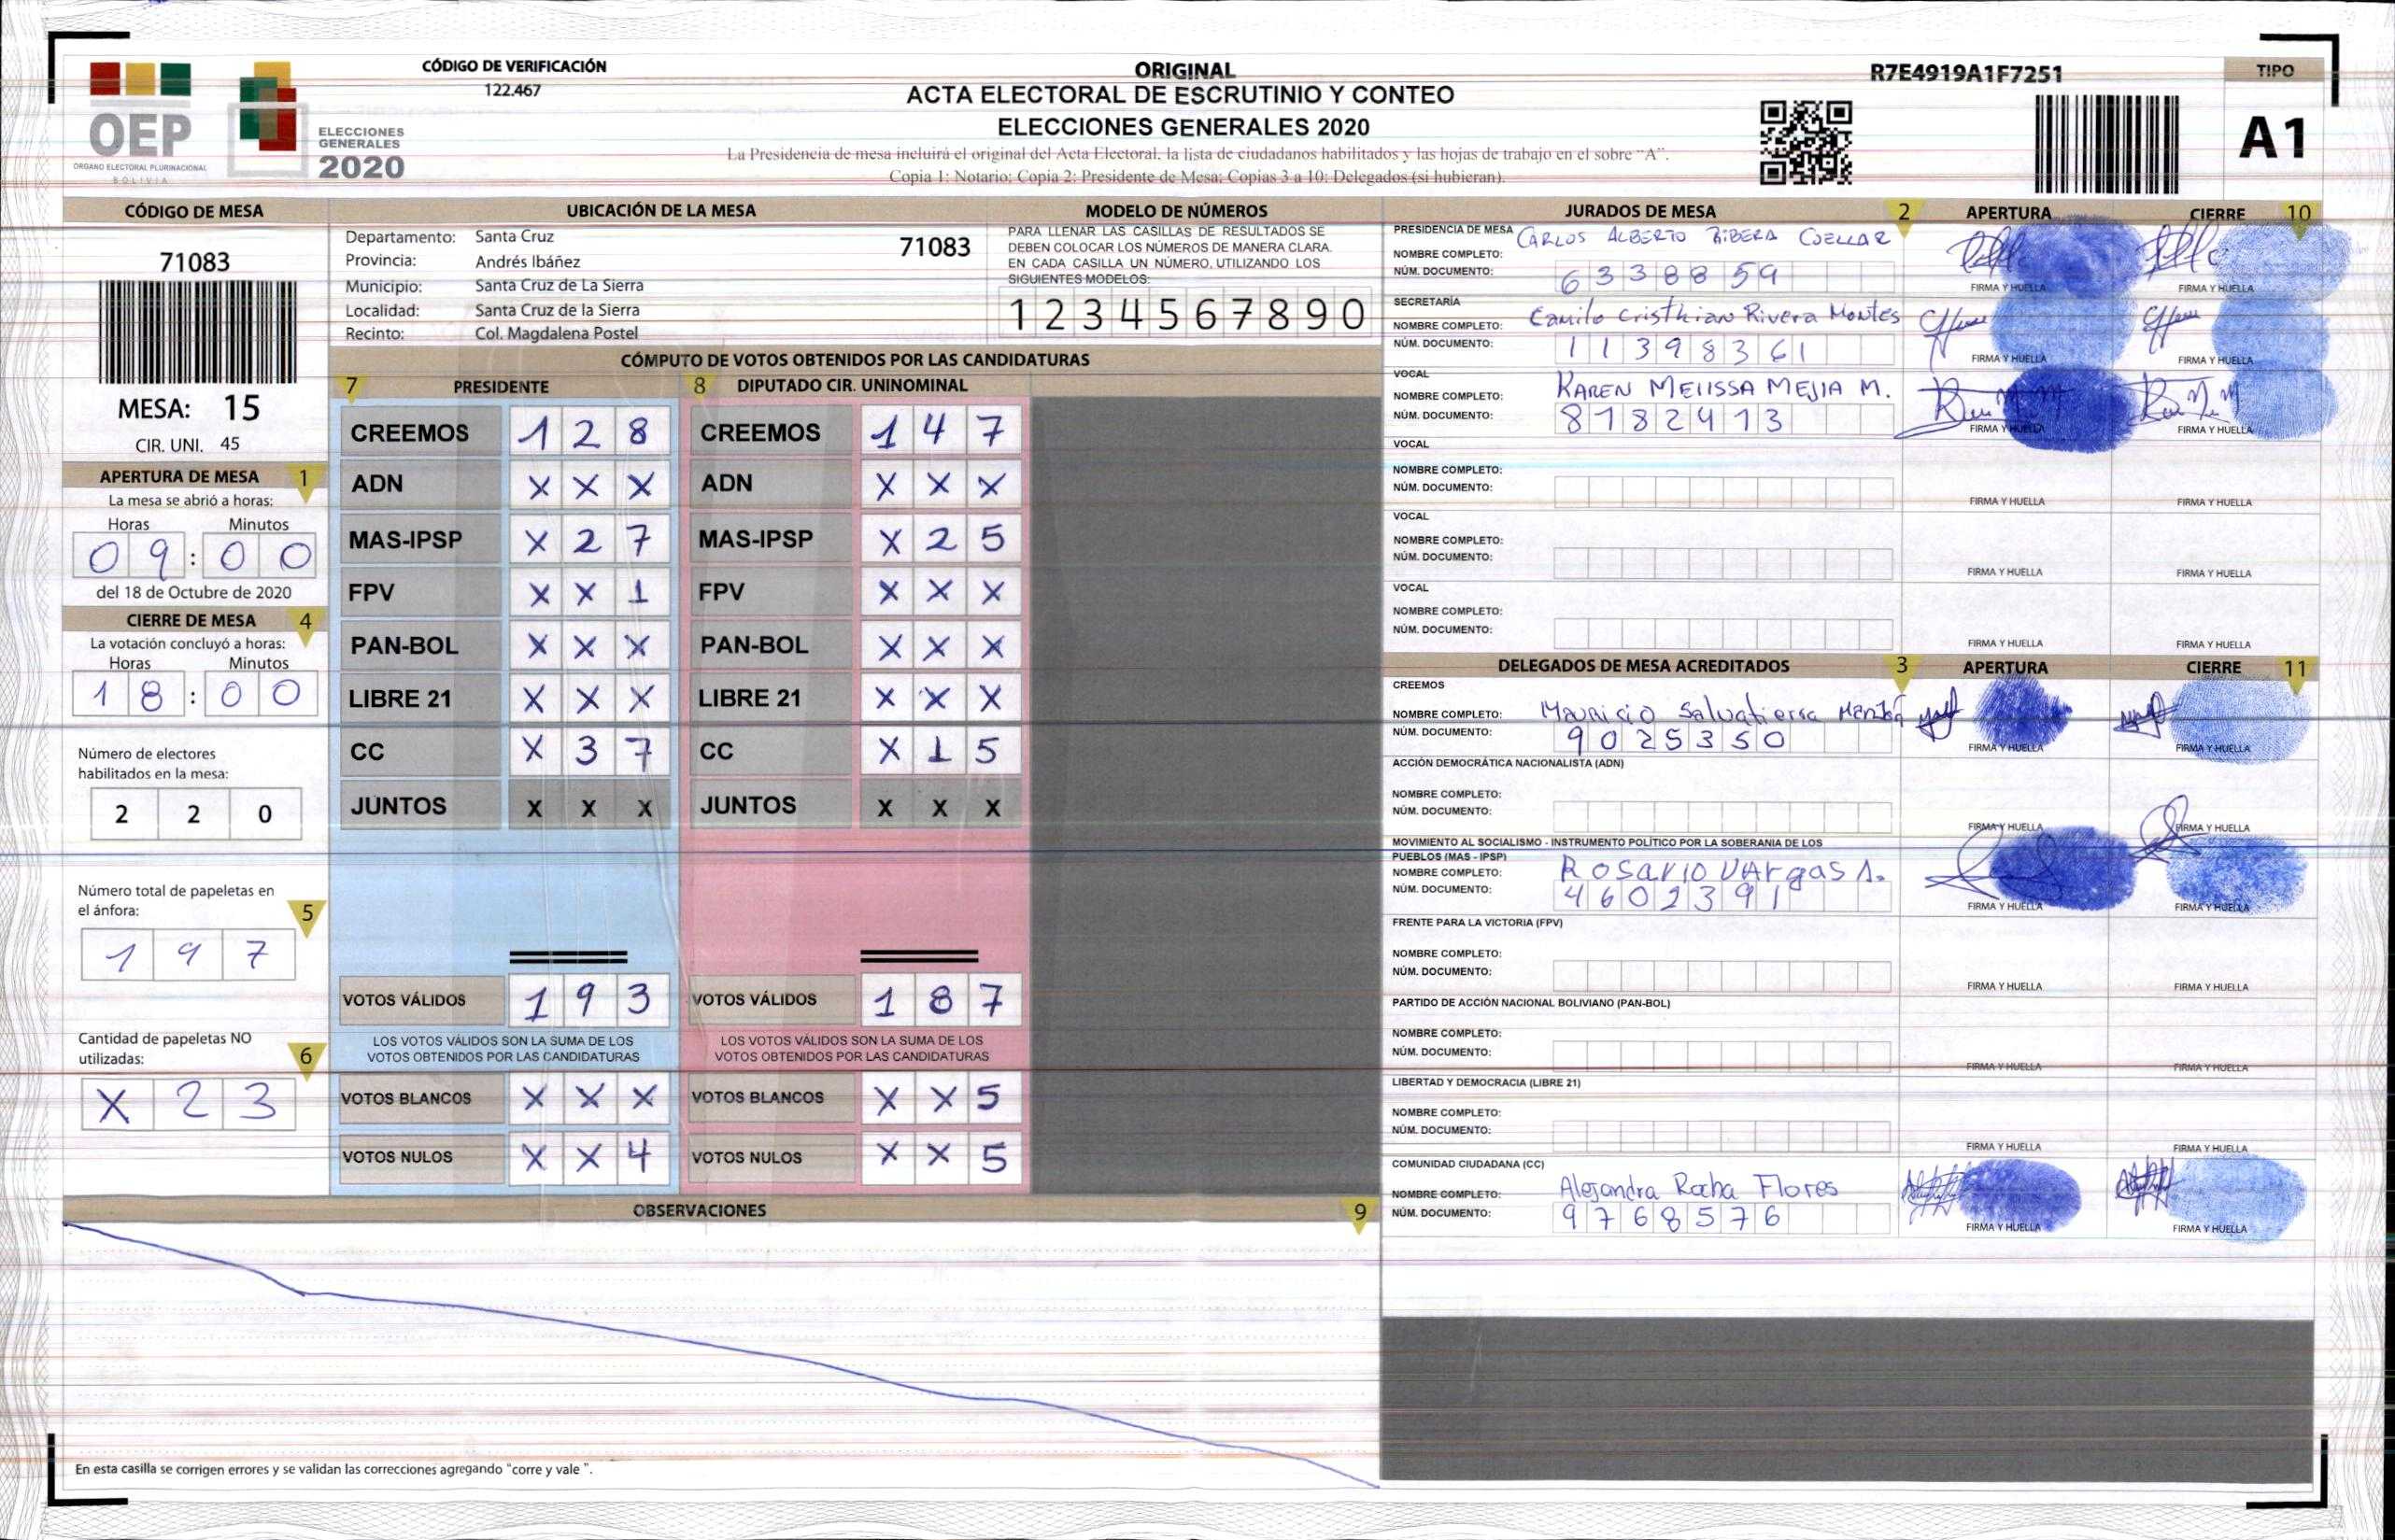 CÓDIGO DE VERIFICACIÓN
122.467
OEP
ORGANO ELECTORAL PLURINACIONAL
BOLIVIA
ELECCIONES
GENERALES
2020
ORIGINAL
ACTA ELECTORAL DE ESCRUTINIO Y CONTEO
ELECCIONES GENERALES 2020
La Presidencia de mesa incluirá el original del Acta Electoral, la lista de ciudadanos habilitados y las hojas de trabajo en el sobre "A".
Copia 1: Notario; Copia 2: Presidente de Mesa; Copias 3 a 10: Delegados (si hubieran).
R7E4919A1F7251
TIPO
A1
CÓDIGO DE MESA
71083
MESA: 15
CIR. UNI. 45
APERTURA DE MESA 1
La mesa se abrió a horas:
Horas Minutos
09:00
del 18 de Octubre de 2020
CIERRE DE MESA 4
La votación concluyó a horas:
Horas Minutos
18:00
Número de electores
habilitados en la mesa:
2 2 0
Número total de papeletas en
el ánfora: 5
1 9 7
Cantidad de papeletas NO
utilizadas: 6
X 2 3
UBICACIÓN DE LA MESA
Departamento: Santa Cruz 71083
Provincia: Andrés Ibáñez
Municipio: Santa Cruz de La Sierra
Localidad: Santa Cruz de la Sierra
Recinto: Col. Magdalena Postel
MODELO DE NÚMEROS
PARA LLENAR LAS CASILLAS DE RESULTADOS SE
DEBEN COLOCAR LOS NÚMEROS DE MANERA CLARA.
EN CADA CASILLA UN NÚMERO, UTILIZANDO LOS
SIGUIENTES MODELOS:
1 2 3 4 5 6 7 8 9 0
CÓMPUTO DE VOTOS OBTENIDOS POR LAS CANDIDATURAS
7 PRESIDENTE 8 DIPUTADO CIR. UNINOMINAL
CREEMOS 1 2 8 CREEMOS 1 4 7
ADN X X X ADN X X X
MAS-IPSP X 2 7 MAS-IPSP X 2 5
FPV X X 1 FPV X X X
PAN-BOL X X X PAN-BOL X X X
LIBRE 21 X X X LIBRE 21 X X X
CC X 3 7 CC X 1 5
JUNTOS X X X JUNTOS X X X
VOTOS VÁLIDOS 1 9 3 VOTOS VÁLIDOS 1 8 7
LOS VOTOS VÁLIDOS SON LA SUMA DE LOS LOS VOTOS VÁLIDOS SON LA SUMA DE LOS
VOTOS OBTENIDOS POR LAS CANDIDATURAS VOTOS OBTENIDOS POR LAS CANDIDATURAS
VOTOS BLANCOS X X X VOTOS BLANCOS X X 5
VOTOS NULOS X X 4 VOTOS NULOS X X 5
OBSERVACIONES 9
En esta casilla se corrigen errores y se validan las correcciones agregando "corre y vale ".
JURADOS DE MESA 2 APERTURA CIERRE 10
PRESIDENCIA DE MESA
NOMBRE COMPLETO: CARLOS ALBERTO RIBERA CUELLAR
NÚM. DOCUMENTO: 6338859
FIRMA Y HUELLA FIRMA Y HUELLA
SECRETARÍA
NOMBRE COMPLETO: Camilo Cristhian Rivera Montes
NÚM. DOCUMENTO: 11398361
FIRMA Y HUELLA FIRMA Y HUELLA
VOCAL
NOMBRE COMPLETO: KAREN MELISSA MEJIA M.
NÚM. DOCUMENTO: 8182413
FIRMA Y HUELLA FIRMA Y HUELLA
VOCAL
NOMBRE COMPLETO:
NÚM. DOCUMENTO:
FIRMA Y HUELLA FIRMA Y HUELLA
VOCAL
NOMBRE COMPLETO:
NÚM. DOCUMENTO:
FIRMA Y HUELLA FIRMA Y HUELLA
VOCAL
NOMBRE COMPLETO:
NÚM. DOCUMENTO:
FIRMA Y HUELLA FIRMA Y HUELLA
DELEGADOS DE MESA ACREDITADOS 3 APERTURA CIERRE 11
CREEMOS
NOMBRE COMPLETO: Mauricio Salvatierra
NÚM. DOCUMENTO: 9025350
FIRMA Y HUELLA FIRMA Y HUELLA
ACCIÓN DEMOCRÁTICA NACIONALISTA (ADN)
NOMBRE COMPLETO:
NÚM. DOCUMENTO:
FIRMA Y HUELLA FIRMA Y HUELLA
MOVIMIENTO AL SOCIALISMO - INSTRUMENTO POLÍTICO POR LA SOBERANIA DE LOS
PUEBLOS (MAS - IPSP)
NOMBRE COMPLETO: Rosario VArgas A.
NÚM. DOCUMENTO: 4602391
FIRMA Y HUELLA FIRMA Y HUELLA
FRENTE PARA LA VICTORIA (FPV)
NOMBRE COMPLETO:
NÚM. DOCUMENTO:
FIRMA Y HUELLA FIRMA Y HUELLA
PARTIDO DE ACCIÓN NACIONAL BOLIVIANO (PAN-BOL)
NOMBRE COMPLETO:
NÚM. DOCUMENTO:
FIRMA Y HUELLA FIRMA Y HUELLA
LIBERTAD Y DEMOCRACIA (LIBRE 21)
NOMBRE COMPLETO:
NÚM. DOCUMENTO:
FIRMA Y HUELLA FIRMA Y HUELLA
COMUNIDAD CIUDADANA (CC)
NOMBRE COMPLETO: Alejandra Rocha Flores
NÚM. DOCUMENTO: 9768576
FIRMA Y HUELLA FIRMA Y HUELLA